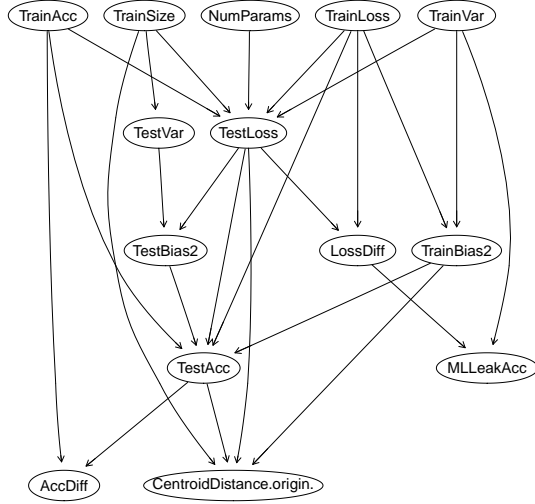 TrainAcc TrainSize NumParams TrainLoss TrainVar
TestVar TestLoss
TestBias2 LossDiff TrainBias2
TestAcc MLLeakAcc
AccDiff CentroidDistance.origin.